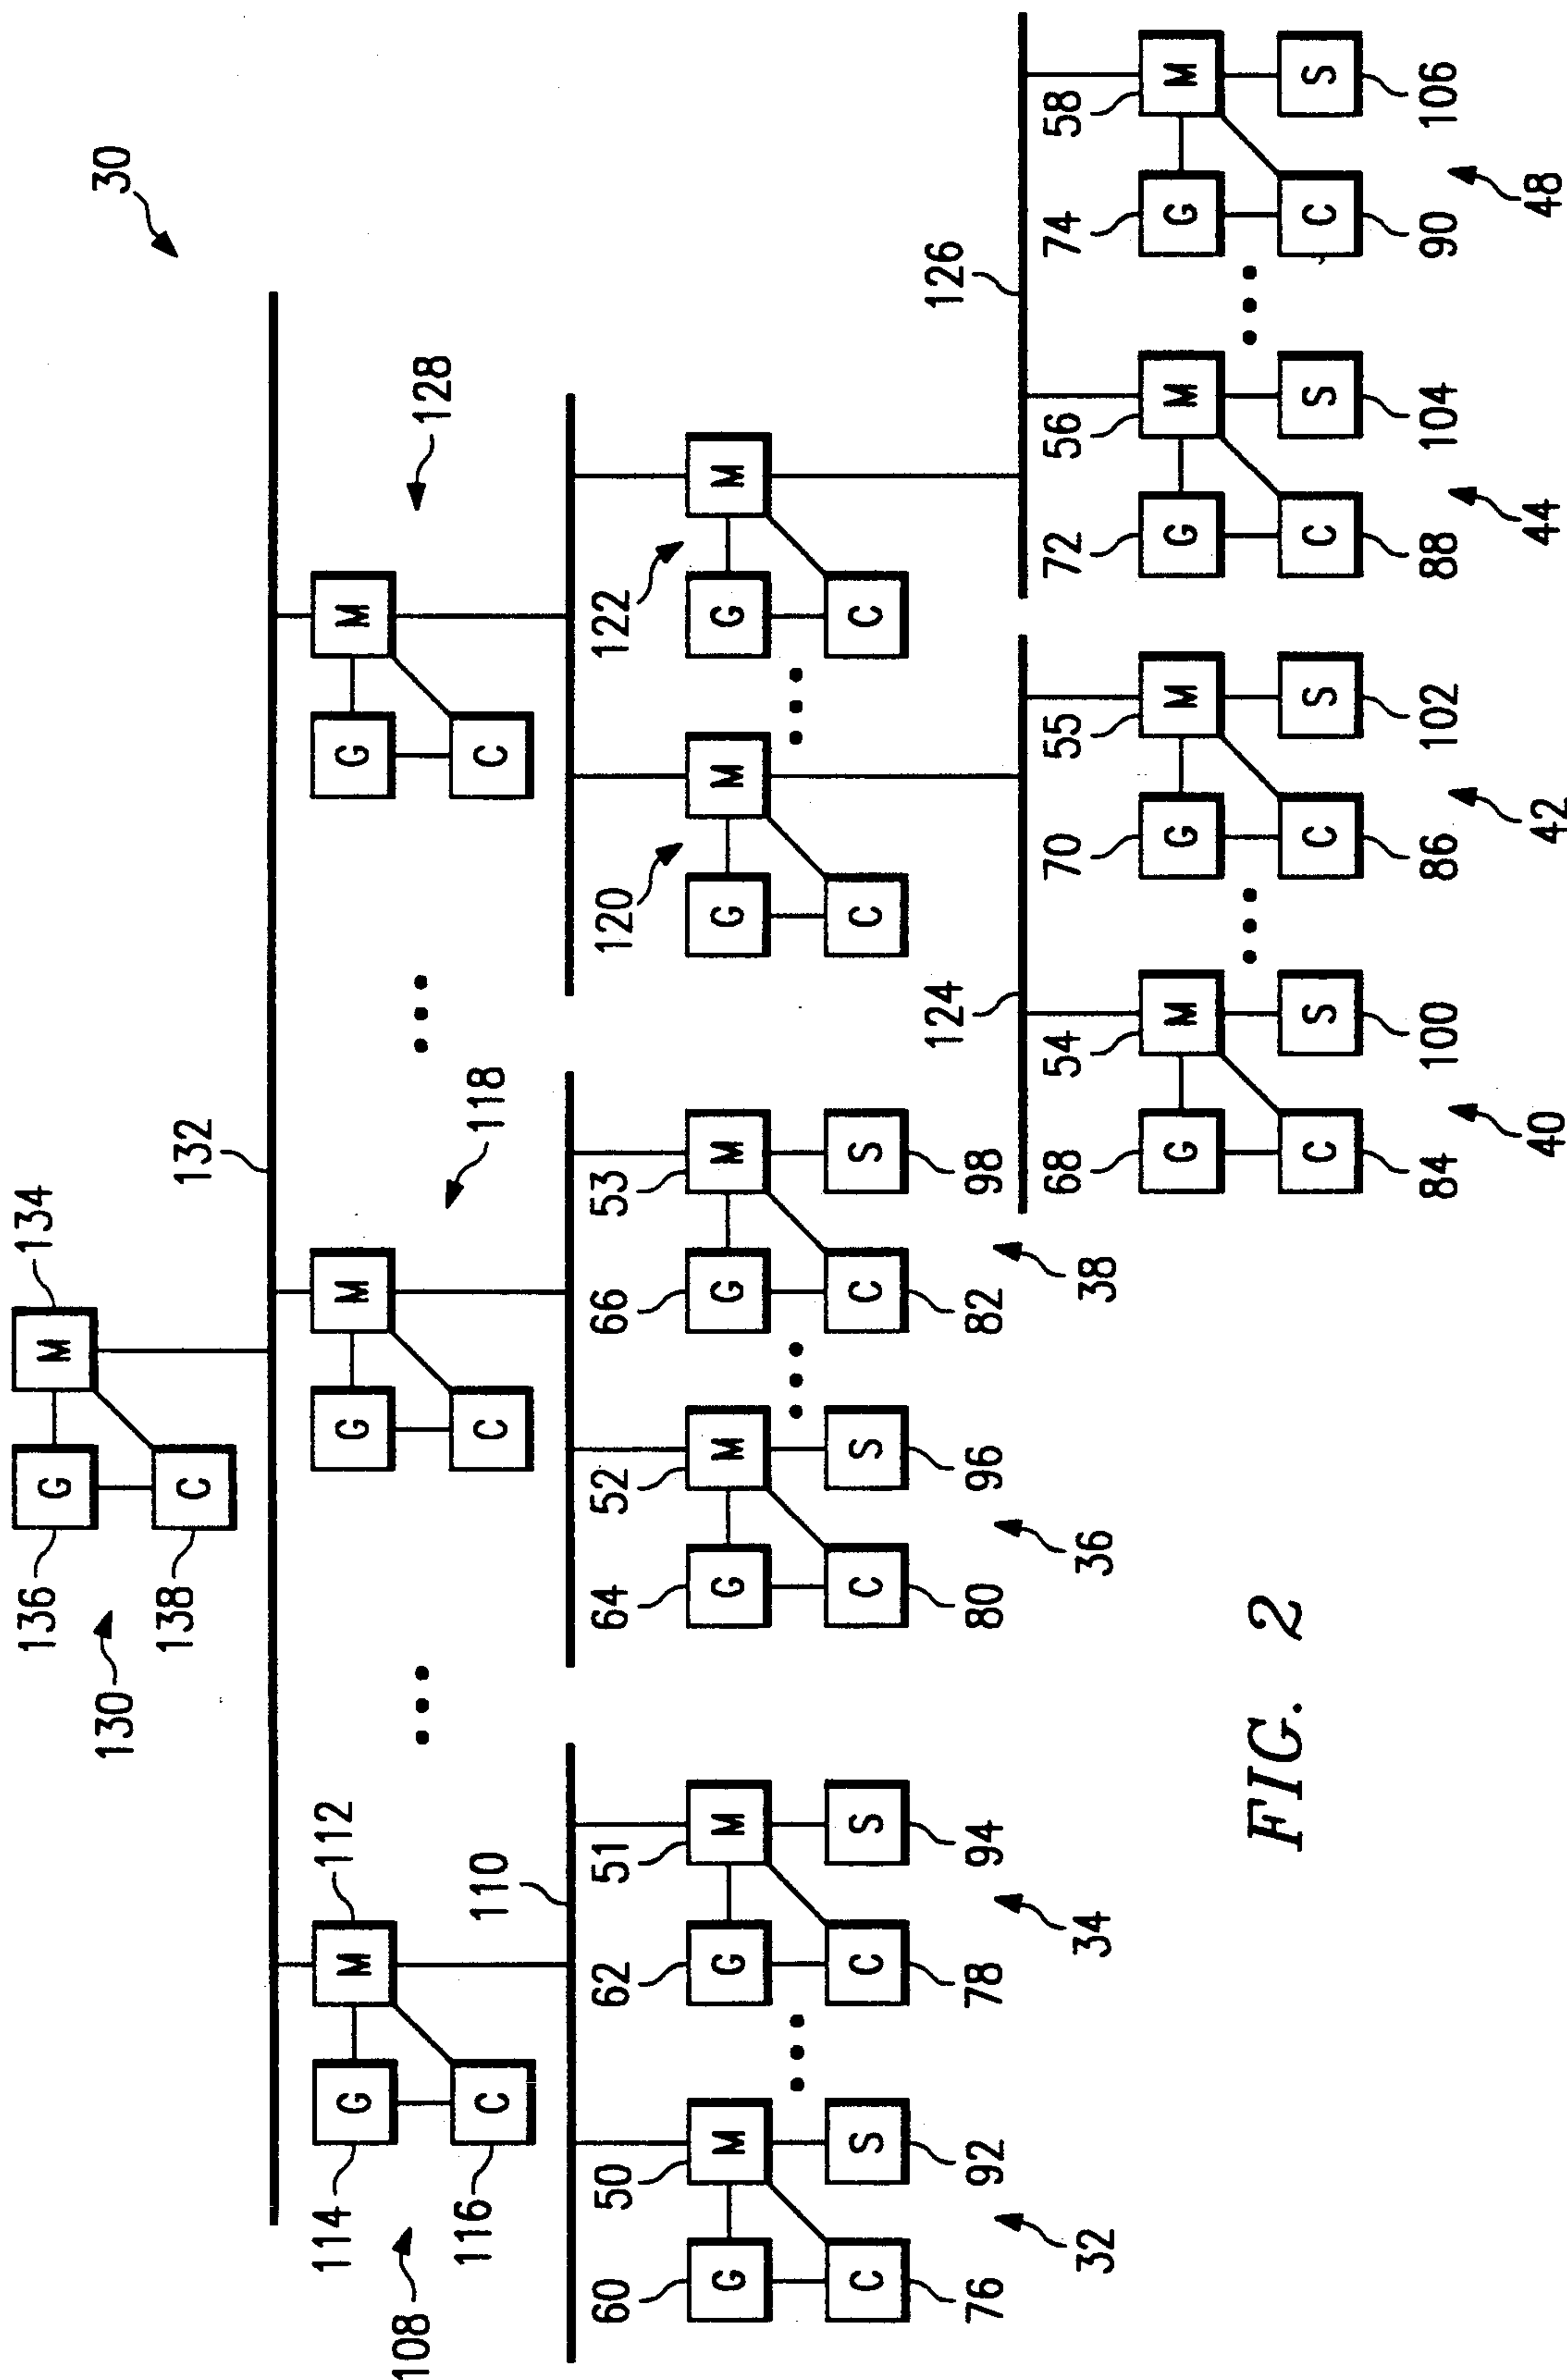 30
134
M
136
G
138
C
130
132
112
M
114
G
116
C
108
M
G
C
118
M
G
C
128
110
50
M
60
G
C
76
S
92
32
51
M
62
G
C
78
S
94
34
52
M
64
G
C
80
S
96
36
53
M
66
G
C
82
S
98
38
120
G
M
C
122
G
M
C
124
126
68
G
54
M
C
84
S
100
40
70
G
55
M
C
86
S
102
42
72
G
56
M
C
88
S
104
44
74
G
58
M
C
90
S
106
48
FIG. 2